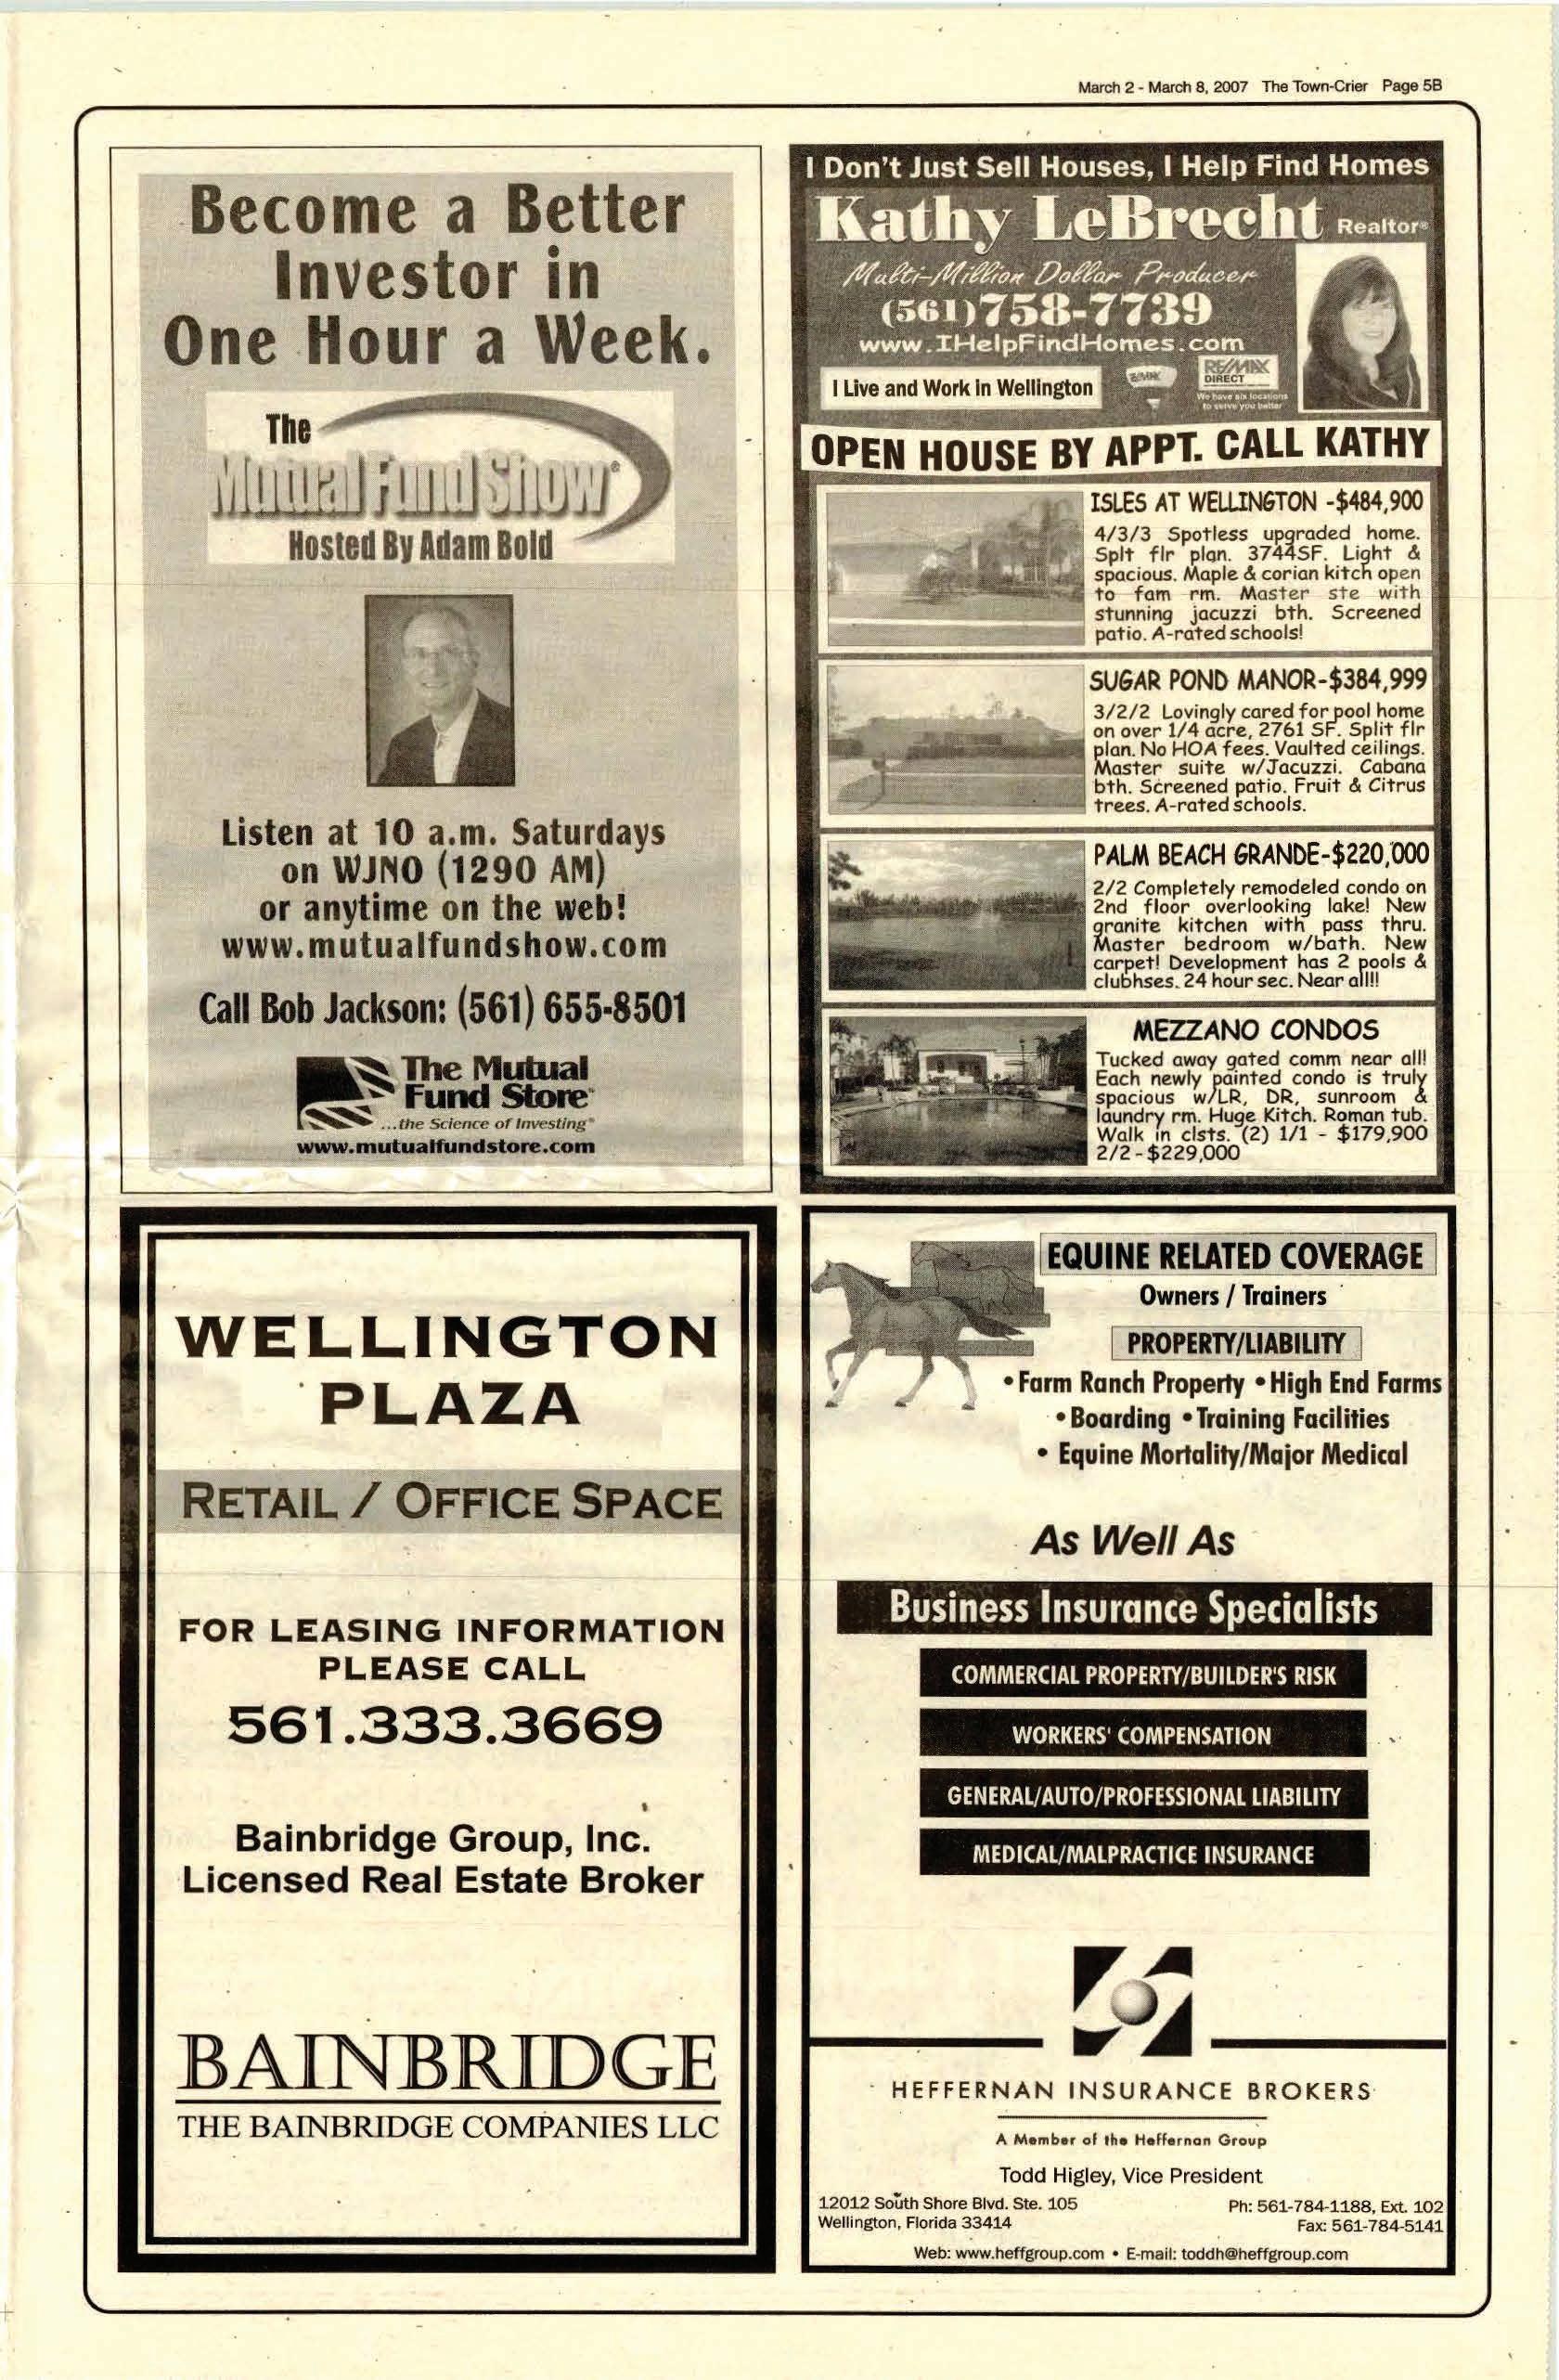 March 2 - March 8, 2007 The Town-Crier Page 5B
Become a Better
Investor in
One Hour a Week.
The
Mutual Fund Show®
Hosted By Adam Bold
Listen at 10 a.m. Saturdays
on WJNO (1290 AM)
or anytime on the web!
www.mutualfundshow.com
Call Bob Jackson: (561) 655-8501
The Mutual
Fund Store®
...the Science of Investing®
www.mutualfundstore.com
I Don't Just Sell Houses, I Help Find Homes
Kathy LeBrecht Realtor®
Multi-Million Dollar Producer
(561)758-7739
www.IHelpFindHomes.com
I Live and Work in Wellington
RE/MAX
RE/MAX
DIRECT
We have six locations
to serve you better
OPEN HOUSE BY APPT. CALL KATHY
ISLES AT WELLINGTON -$484,900
4/3/3 Spotless upgraded home.
Splt flr plan. 3744SF. Light &
spacious. Maple & corian kitch open
to fam rm. Master ste with
stunning jacuzzi bth. Screened
patio. A-rated schools!
SUGAR POND MANOR-$384,999
3/2/2 Lovingly cared for pool home
on over 1/4 acre, 2761 SF. Split flr
plan. No HOA fees. Vaulted ceilings.
Master suite w/Jacuzzi. Cabana
bth. Screened patio. Fruit & Citrus
trees. A-rated schools.
PALM BEACH GRANDE-$220,000
2/2 Completely remodeled condo on
2nd floor overlooking lake! New
granite kitchen with pass thru.
Master bedroom w/bath. New
carpet! Development has 2 pools &
clubhses. 24 hour sec. Near all!!
MEZZANO CONDOS
Tucked away gated comm near all!
Each newly painted condo is truly
spacious w/LR, DR, sunroom &
laundry rm. Huge Kitch. Roman tub.
Walk in clsts. (2) 1/1 - $179,900
2/2-$229,000
WELLINGTON
PLAZA
RETAIL / OFFICE SPACE
FOR LEASING INFORMATION
PLEASE CALL
561.333.3669
Bainbridge Group, Inc.
Licensed Real Estate Broker
BAINBRIDGE
THE BAINBRIDGE COMPANIES LLC
EQUINE RELATED COVERAGE
Owners / Trainers
PROPERTY/LIABILITY
• Farm Ranch Property • High End Farms
• Boarding • Training Facilities
• Equine Mortality/Major Medical
As Well As
Business Insurance Specialists
COMMERCIAL PROPERTY/BUILDER'S RISK
WORKERS' COMPENSATION
GENERAL/AUTO/PROFESSIONAL LIABILITY
MEDICAL/MALPRACTICE INSURANCE
HEFFERNAN INSURANCE BROKERS
A Member of the Heffernan Group
Todd Higley, Vice President
12012 South Shore Blvd. Ste. 105
Wellington, Florida 33414
Ph: 561-784-1188, Ext. 102
Fax: 561-784-5141
Web: www.heffgroup.com • E-mail: toddh@heffgroup.com